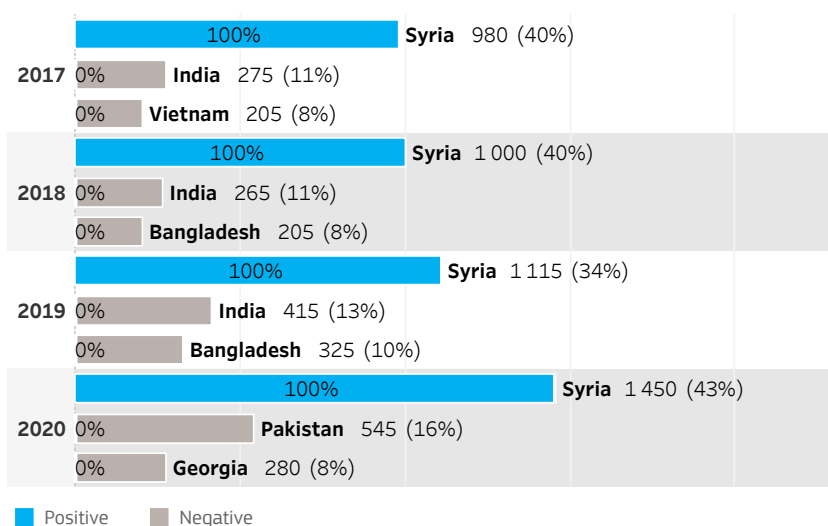 100% Syria 980 (40%)
2017 0% India 275 (11%)
0% Vietnam 205 (8%)
100% Syria 1 000 (40%)
2018 0% India 265 (11%)
0% Bangladesh 205 (8%)
100% Syria 1 115 (34%)
2019 0% India 415 (13%)
0% Bangladesh 325 (10%)
100% Syria 1 450 (43%)
2020 0% Pakistan 545 (16%)
0% Georgia 280 (8%)
Positive Negative